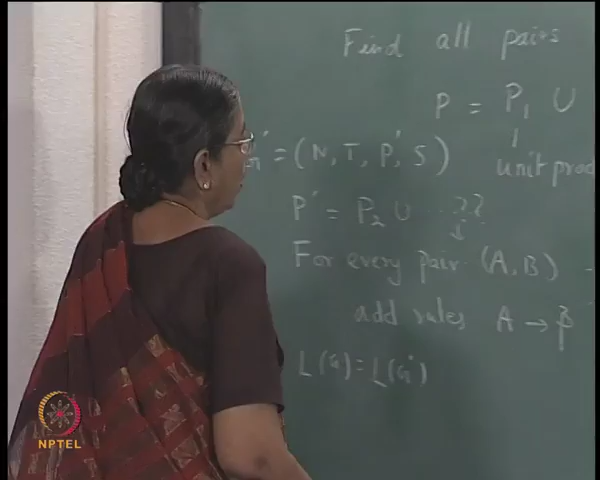 Find all pairs
P = P₁ ∪
G' = (N, T, P', S)
unit prod
P' = P₂ ∪ ??
For every pair (A, B)
add rules A → β
L(G) = L(G')
NPTEL